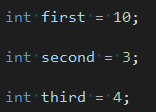 int first = 10;
int second = 3;
int third = 4;